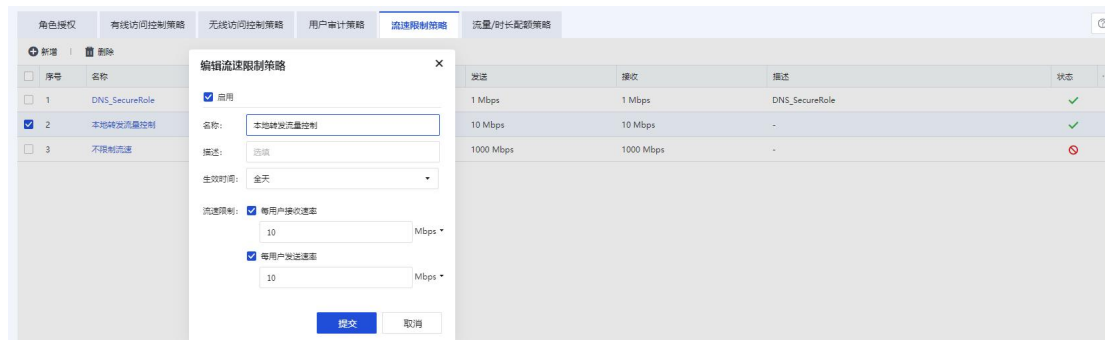 角色授权 有线访问控制策略 无线访问控制策略 用户审计策略 流速限制策略 流量/时长配额策略
新增 删除
序号 名称 发送 接收 描述 状态
1 DNS_SecureRole 1 Mbps 1 Mbps DNS_SecureRole
2 本地转发流量控制 10 Mbps 10 Mbps -
3 不限制流速 1000 Mbps 1000 Mbps -
编辑流速限制策略
启用
名称: 本地转发流量控制
描述: 选填
生效时间: 全天
流速限制: 每用户接收速率
10 Mbps
每用户发送速率
10 Mbps
提交 取消